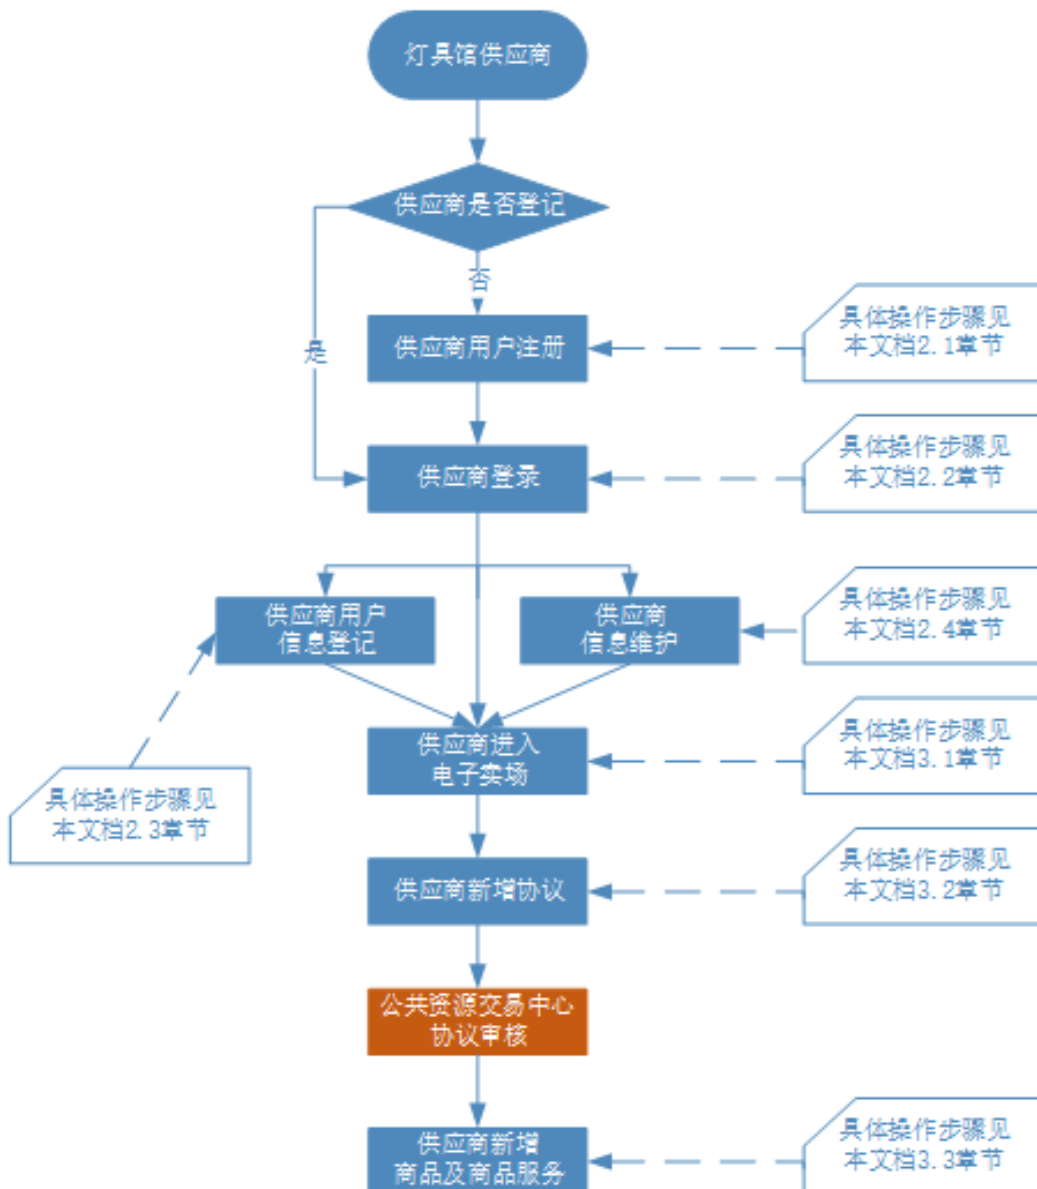 灯具馆供应商
供应商是否登记
否
是
供应商用户注册
具体操作步骤见
本文档2.1章节
供应商登录
具体操作步骤见
本文档2.2章节
供应商用户
信息登记
供应商
信息维护
具体操作步骤见
本文档2.4章节
供应商进入
电子卖场
具体操作步骤见
本文档3.1章节
具体操作步骤见
本文档2.3章节
供应商新增协议
具体操作步骤见
本文档3.2章节
公共资源交易中心
协议审核
供应商新增
商品及商品服务
具体操作步骤见
本文档3.3章节